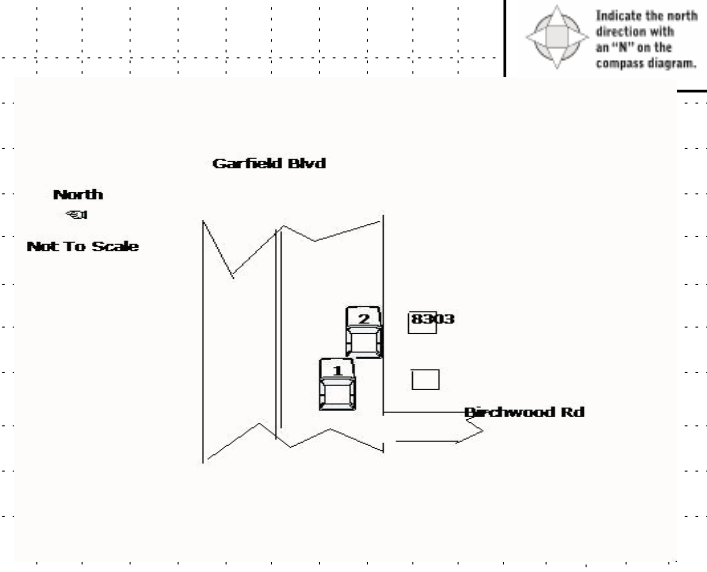 Indicate the north
direction with
an "N" on the
compass diagram.
Garfield Blvd
North
Not To Scale
2
8303
1
Birchwood Rd